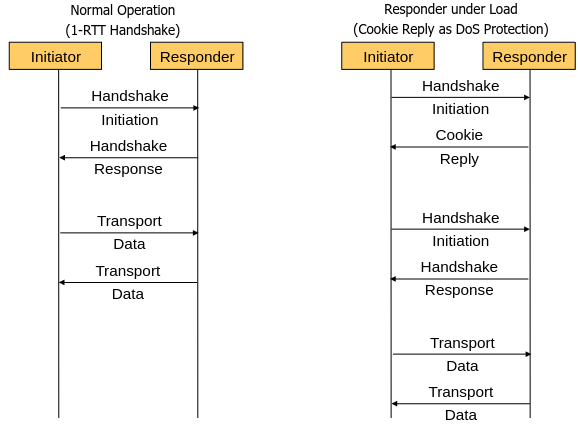 Normal Operation
(1-RTT Handshake)
Initiator
Responder
Handshake
Initiation
Handshake
Response
Transport
Data
Transport
Data
Responder under Load
(Cookie Reply as DoS Protection)
Initiator
Responder
Handshake
Initiation
Cookie
Reply
Handshake
Initiation
Handshake
Response
Transport
Data
Transport
Data